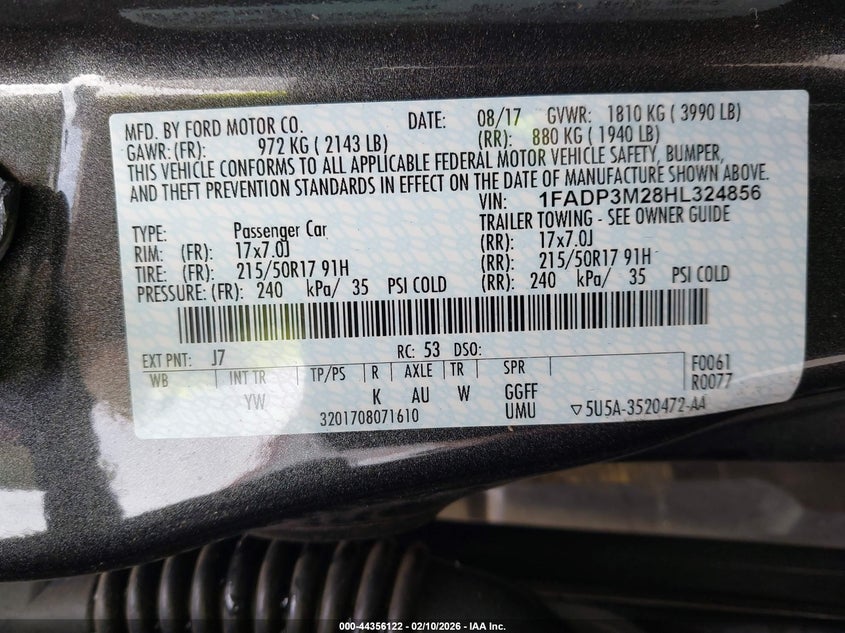 MFD. BY FORD MOTOR CO. DATE: 08/17 GVWR: 1810 KG ( 3990 LB)
GAWR: (FR): 972 KG ( 2143 LB) (RR): 880 KG ( 1940 LB)
THIS VEHICLE CONFORMS TO ALL APPLICABLE FEDERAL MOTOR VEHICLE SAFETY, BUMPER,
AND THEFT PREVENTION STANDARDS IN EFFECT ON THE DATE OF MANUFACTURE SHOWN ABOVE.
VIN: 1FADP3M28HL324856
TYPE: Passenger Car TRAILER TOWING - SEE OWNER GUIDE
RIM: (FR): 17x7.0J (RR): 17x7.0J
TIRE: (FR): 215/50R17 91H (RR): 215/50R17 91H
PRESSURE: (FR): 240 kPa/ 35 PSI COLD (RR): 240 kPa/ 35 PSI COLD
EXT PNT: J7 RC: 53 DSO: F0061
WB INT TR TP/PS R AXLE TR SPR R0077
YW K AU W GGFF
3201708071610 UMU ▽5U5A-3520472-AA
000-44356122 — 02/10/2026 — IAA Inc.